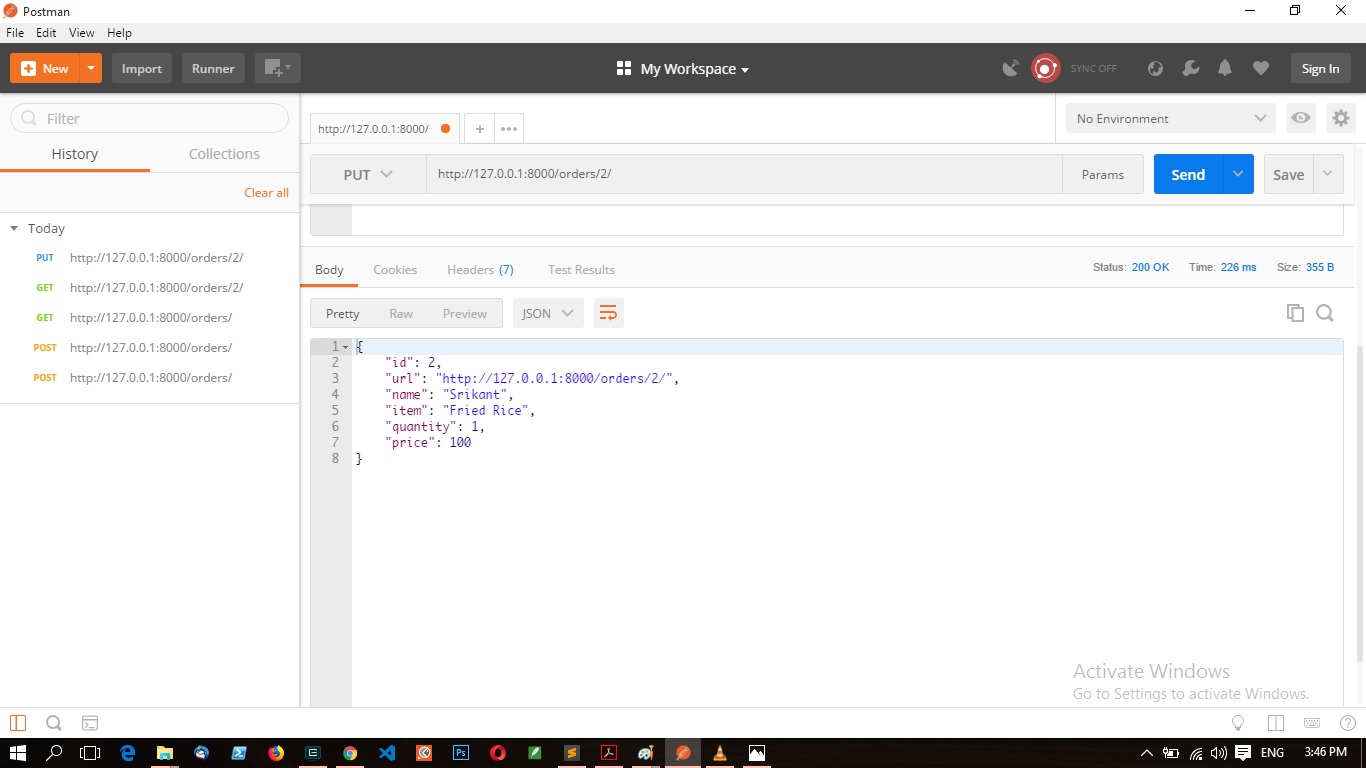 Postman
File Edit View Help
New Import Runner My Workspace SYNC OFF Sign In
Filter
History Collections
Clear all
Today
PUT http://127.0.0.1:8000/orders/2/
GET http://127.0.0.1:8000/orders/2/
GET http://127.0.0.1:8000/orders/
POST http://127.0.0.1:8000/orders/
POST http://127.0.0.1:8000/orders/
http://127.0.0.1:8000/ + ••• No Environment
PUT http://127.0.0.1:8000/orders/2/ Params Send Save
Body Cookies Headers (7) Test Results Status: 200 OK Time: 226 ms Size: 355 B
Pretty Raw Preview JSON
1 {
2 "id": 2,
3 "url": "http://127.0.0.1:8000/orders/2/",
4 "name": "Srikant",
5 "item": "Fried Rice",
6 "quantity": 1,
7 "price": 100
8 }
Activate Windows
Go to Settings to activate Windows.
ENG 3:46 PM